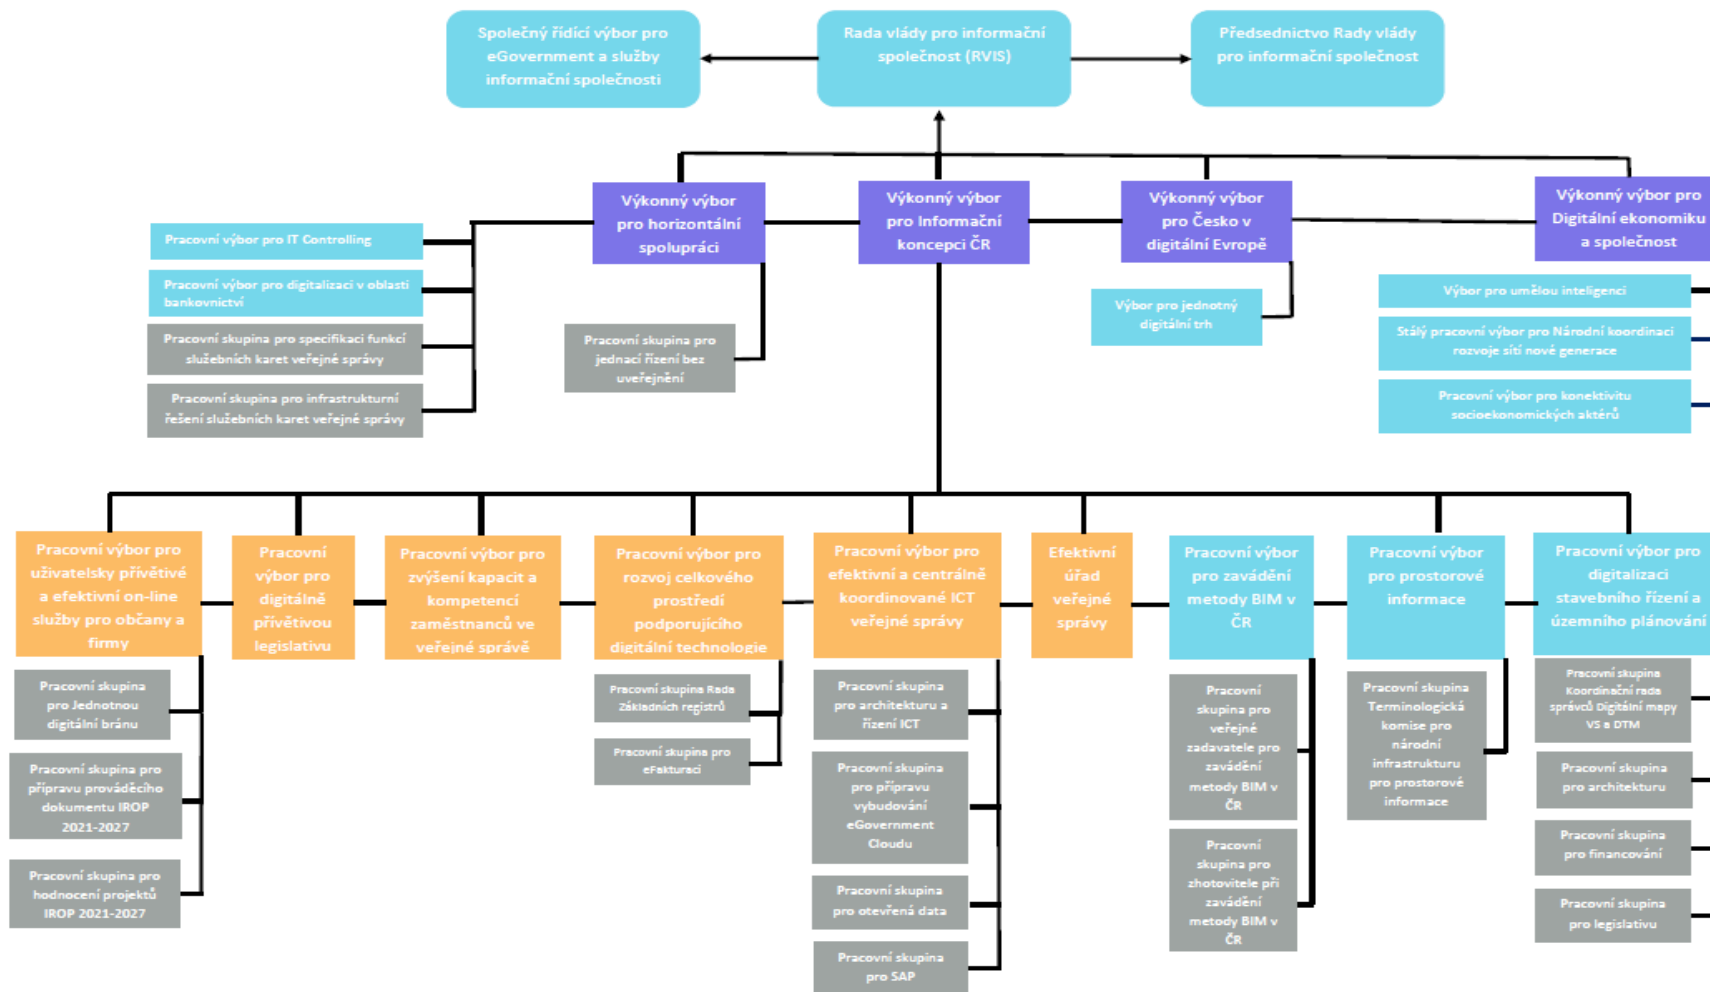 Společný řídící výbor pro
eGovernment a služby
informační společnosti
Rada vlády pro informační
společnost (RVIS)
Předsednictvo Rady vlády
pro informační společnost
Výkonný výbor
pro horizontální
spolupráci
Výkonný výbor
pro Informační
koncepci ČR
Výkonný výbor
pro Česko v
digitální Evropě
Výkonný výbor pro
Digitální ekonomiku
a společnost
Pracovní výbor pro IT Controlling
Pracovní výbor pro digitalizaci v oblasti
bankovnictví
Pracovní skupina pro specifikaci funkcí
služebních karet veřejné správy
Pracovní skupina pro infrastrukturní
řešení služebních karet veřejné správy
Pracovní skupina pro
jednací řízení bez
uveřejnění
Výbor pro jednotný
digitální trh
Výbor pro umělou inteligenci
Stálý pracovní výbor pro Národní koordinaci
rozvoje sítí nové generace
Pracovní výbor pro konektivitu
socioekonomických aktérů
Pracovní výbor pro
uživatelsky přívětivé
a efektivní on-line
služby pro občany a
firmy
Pracovní
výbor pro
digitálně
přívětivou
legislativu
Pracovní výbor pro
zvýšení kapacit a
kompetencí
zaměstnanců ve
veřejné správě
Pracovní výbor pro
rozvoj celkového
prostředí
podporujícího
digitální technologie
Pracovní výbor pro
efektivní a centrálně
koordinované ICT
veřejné správy
Efektivní
úřad
veřejné
správy
Pracovní výbor
pro zavádění
metody BIM v
ČR
Pracovní výbor
pro prostorové
informace
Pracovní výbor pro
digitalizaci
stavebního řízení a
územního plánování
Pracovní skupina
pro Jednotnou
digitální bránu
Pracovní skupina pro
přípravu prováděcího
dokumentu IROP
2021-2027
Pracovní skupina pro
hodnocení projektů
IROP 2021-2027
Pracovní skupina Rada
Základních registrů
Pracovní skupina pro
eFakturaci
Pracovní skupina
pro architekturu a
řízení ICT
Pracovní skupina
pro přípravu
vybudování
eGovernment
Cloudu
Pracovní skupina
pro otevřená data
Pracovní skupina
pro SAP
Pracovní
skupina pro
veřejné
zadavatele pro
zavádění
metody BIM v
ČR
Pracovní
skupina pro
zhotovitele při
zavádění
metody BIM v
ČR
Pracovní skupina
Terminologická
komise pro
národní
infrastrukturu
pro prostorové
informace
Pracovní skupina
Koordinační rada
správců Digitální mapy
VS a DTM
Pracovní skupina
pro architekturu
Pracovní skupina
pro financování
Pracovní skupina
pro legislativu